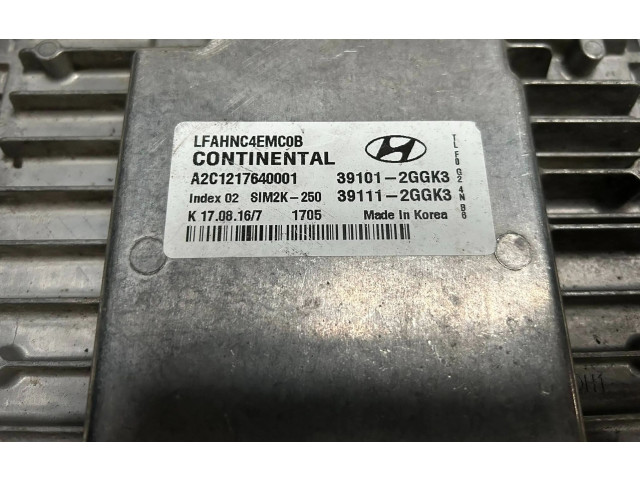 LFAHNC4EMC0B
CONTINENTAL
A2C1217640001 39101-2GGK3
Index 02 SIM2K-250 39111-2GGK3
K 17.08.16/7 1705 Made In Korea